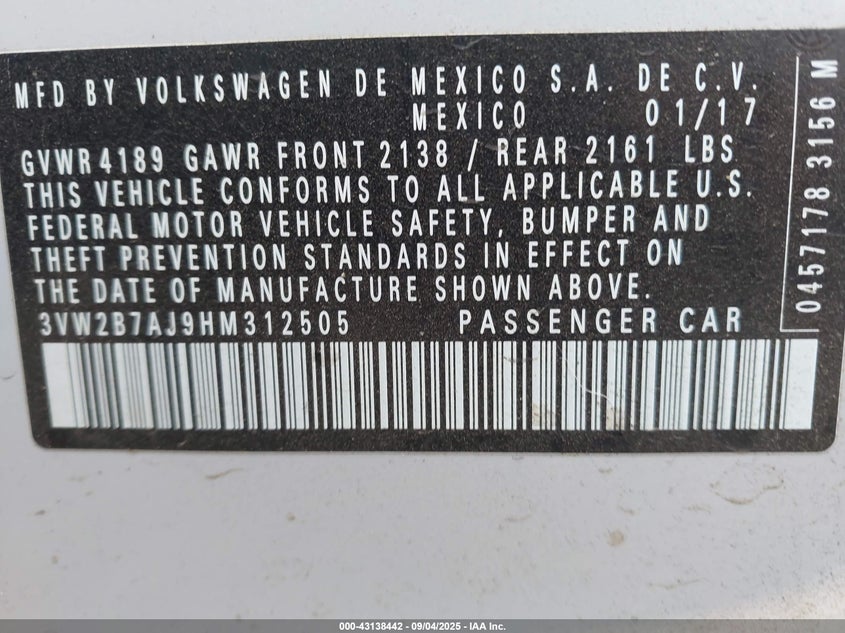 MFD BY VOLKSWAGEN DE MEXICO S.A. DE C.V.
MEXICO 01/17
GVWR 4189 GAWR FRONT 2138 / REAR 2161 LBS
THIS VEHICLE CONFORMS TO ALL APPLICABLE U.S.
FEDERAL MOTOR VEHICLE SAFETY, BUMPER AND
THEFT PREVENTION STANDARDS IN EFFECT ON
THE DATE OF MANUFACTURE SHOWN ABOVE.
3VW2B7AJ9HM312505 PASSENGER CAR
0457178 3156 M
000-43138442 - 09/04/2025 - IAA Inc.